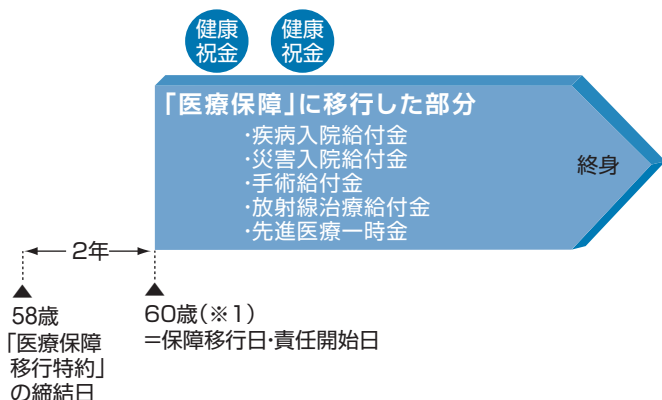 健康
祝金
健康
祝金
「医療保障」に移行した部分
・疾病入院給付金
・災害入院給付金
・手術給付金
・放射線治療給付金
・先進医療一時金
終身
2年
58歳
「医療保障
移行特約」
の締結日
60歳(※1)
=保障移行日・責任開始日